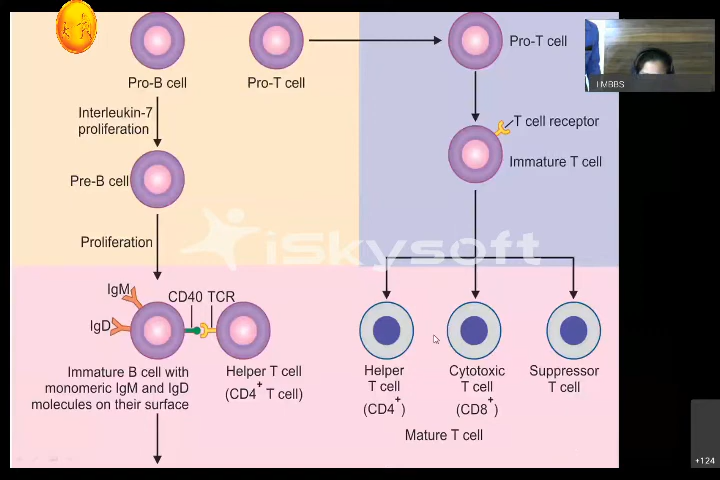 Pro-B cell
Pro-T cell
Pro-T cell
I MBBS
Interleukin-7
proliferation
T cell receptor
Immature T cell
Pre-B cell
Proliferation
iSkysoft
IgM
CD40 TCR
IgD
Immature B cell with
monomeric IgM and IgD
molecules on their surface
Helper T cell
(CD4+ T cell)
Helper
T cell
(CD4+)
Cytotoxic
T cell
(CD8+)
Suppressor
T cell
Mature T cell
+124